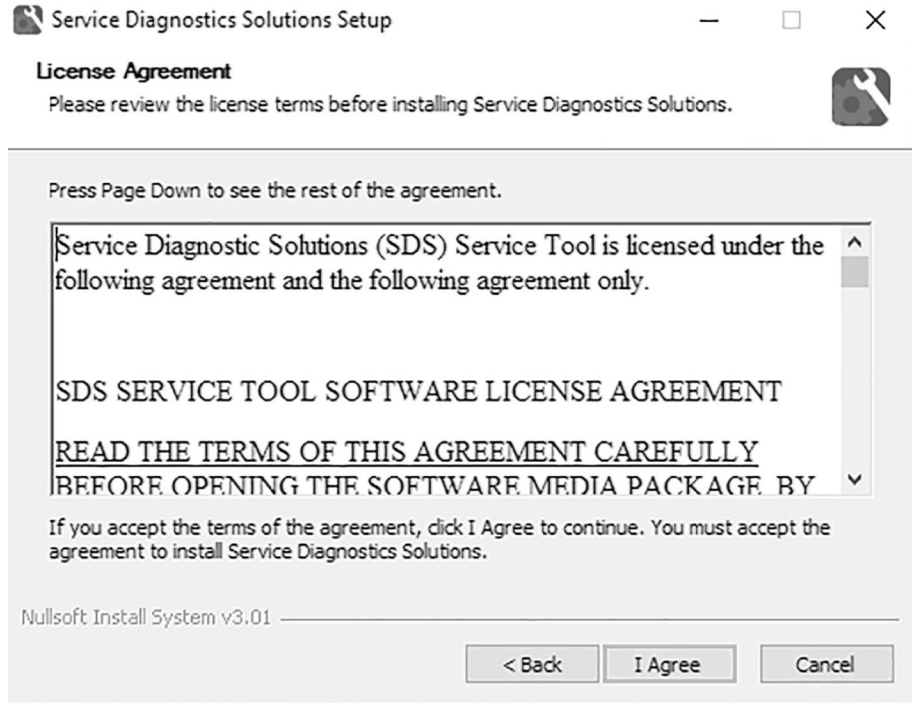 Service Diagnostics Solutions Setup
License Agreement
Please review the license terms before installing Service Diagnostics Solutions.
Press Page Down to see the rest of the agreement.
Service Diagnostic Solutions (SDS) Service Tool is licensed under the
following agreement and the following agreement only.
SDS SERVICE TOOL SOFTWARE LICENSE AGREEMENT
READ THE TERMS OF THIS AGREEMENT CAREFULLY
BEFORE OPENING THE SOFTWARE MEDIA PACKAGE BY
If you accept the terms of the agreement, click I Agree to continue. You must accept the
agreement to install Service Diagnostics Solutions.
Nullsoft Install System v3.01
< Back
I Agree
Cancel